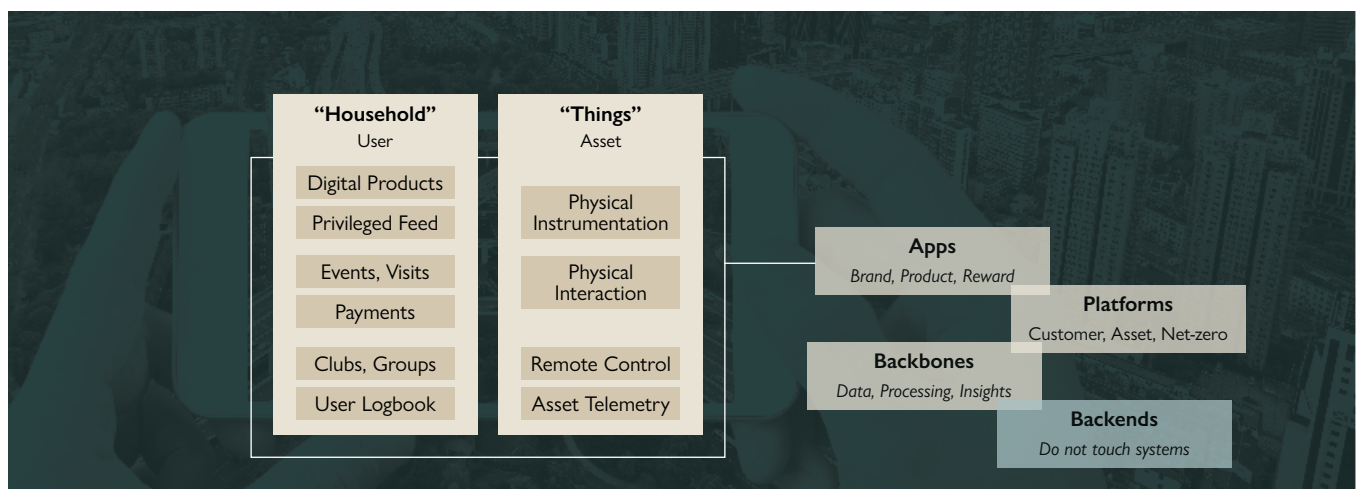 “Household”
User
Digital Products
Privileged Feed
Events, Visits
Payments
Clubs, Groups
User Logbook
“Things”
Asset
Physical
Instrumentation
Physical
Interaction
Remote Control
Asset Telemetry
Apps
Brand, Product, Reward
Platforms
Customer, Asset, Net-zero
Backbones
Data, Processing, Insights
Backends
Do not touch systems